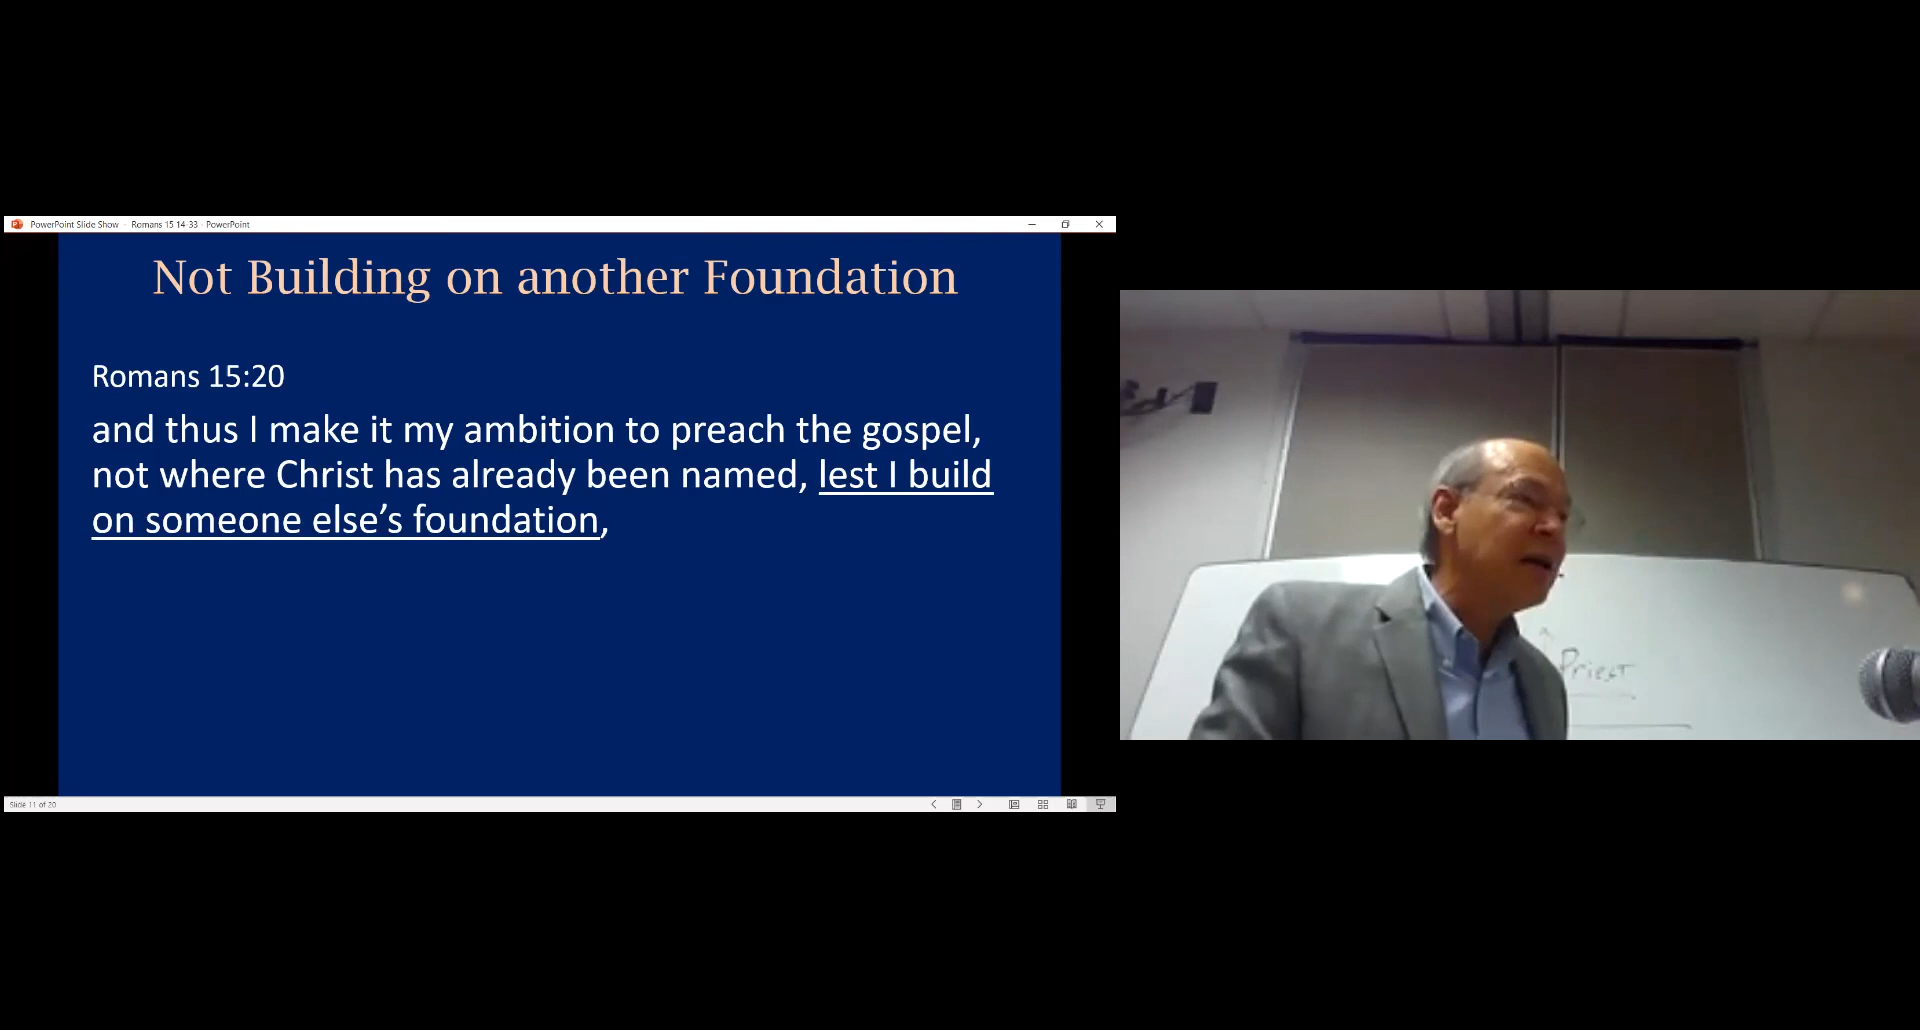 PowerPoint Slide Show - Romans 15 14-33 - PowerPoint
Not Building on another Foundation
Romans 15:20
and thus I make it my ambition to preach the gospel,
not where Christ has already been named, lest I build
on someone else’s foundation,
Priest
Slide 11 of 20